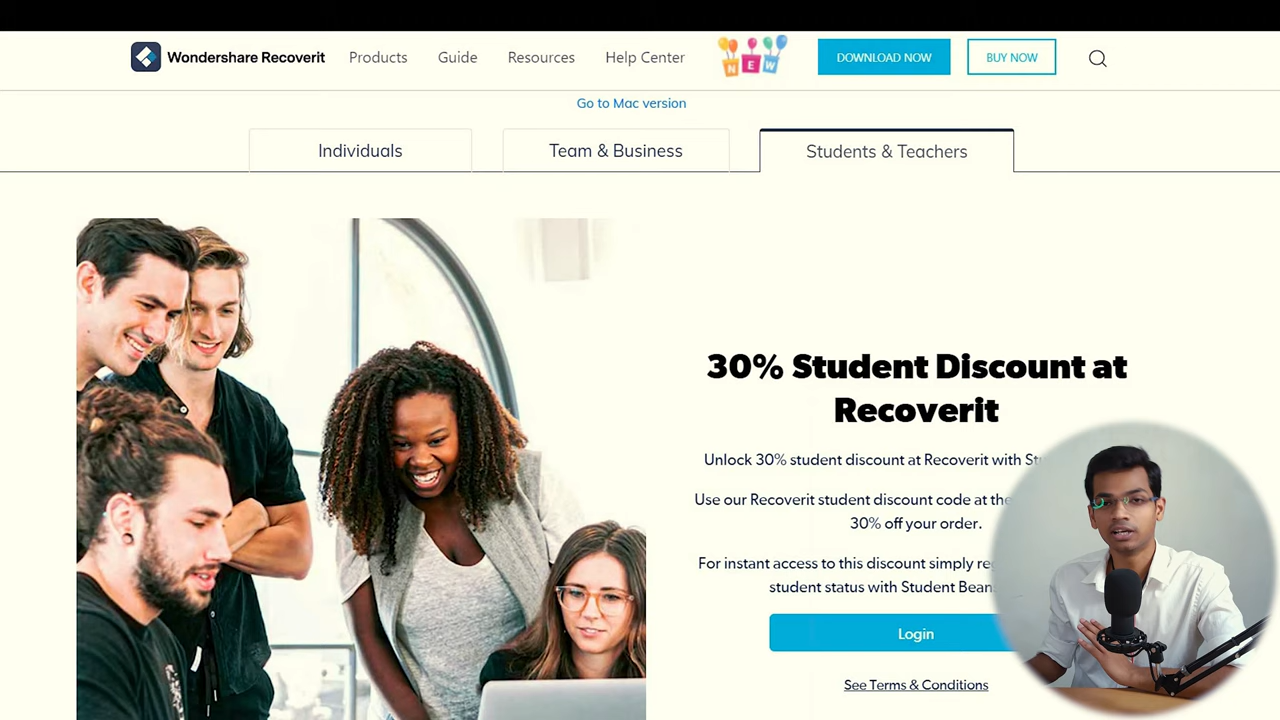 Wondershare Recoverit
Products
Guide
Resources
Help Center
NEW
DOWNLOAD NOW
BUY NOW
Go to Mac version
Individuals
Team & Business
Students & Teachers
30% Student Discount at
Recoverit
Unlock 30% student discount at Recoverit with
Use our Recoverit student discount code at the
30% off your order.
For instant access to this discount simply
student status with Student
Login
See Terms & Conditions